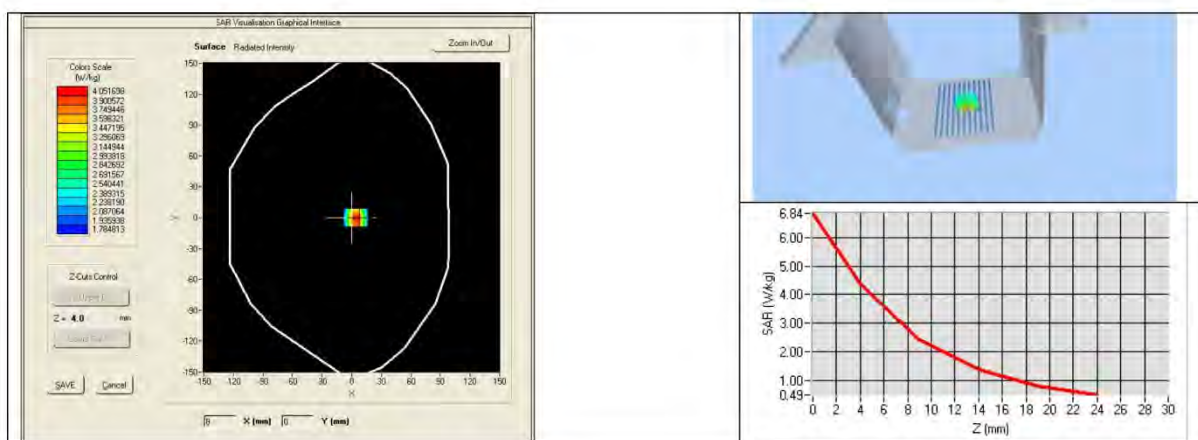 SAR Visualisation Graphical Interface
Surface Radiated Intensity
Zoom In/Out
Colors Scale
(W/kg)
4.051698
3.900572
3.749446
3.598321
3.447195
3.296069
3.144944
2.993818
2.842692
2.691567
2.540441
2.389315
2.238190
2.087064
1.935938
1.784813
150
120
90
60
30
0
-30
-60
-90
-120
-150
Y
-150 -120 -90 -60 -30 0 30 60 90 120 150
X
Z-Cuts Control
Z = 4.0 mm
SAVE
Cancel
X (mm) 0 Y (mm)
6.84
6.00
5.00
4.00
3.00
2.00
1.00
0.49
SAR (W/kg)
0 2 4 6 8 10 12 14 16 18 20 22 24 26 28 30
Z (mm)